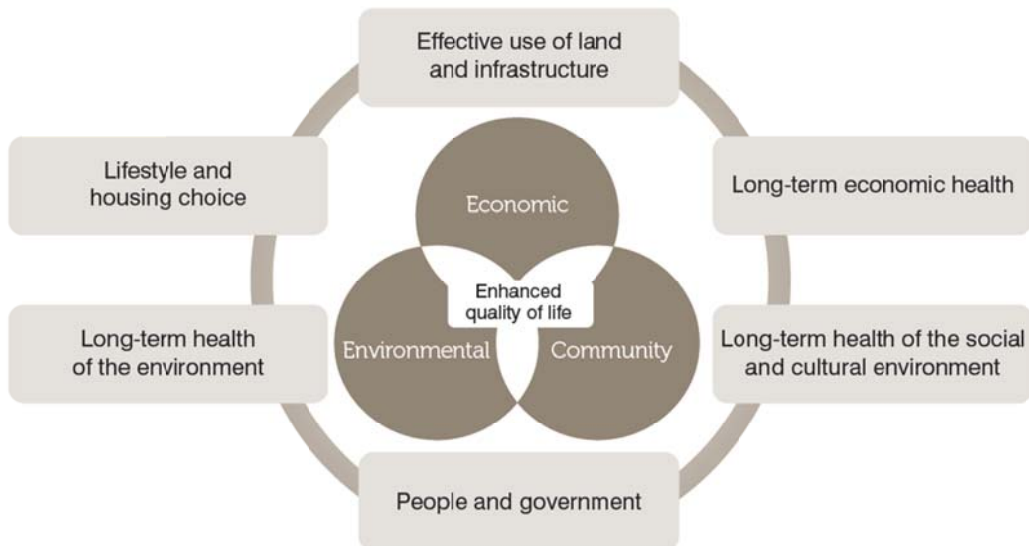 Effective use of land
and infrastructure
Lifestyle and
housing choice
Long-term economic health
Economic
Enhanced
quality of life
Environmental
Community
Long-term health
of the environment
Long-term health of the social
and cultural environment
People and government